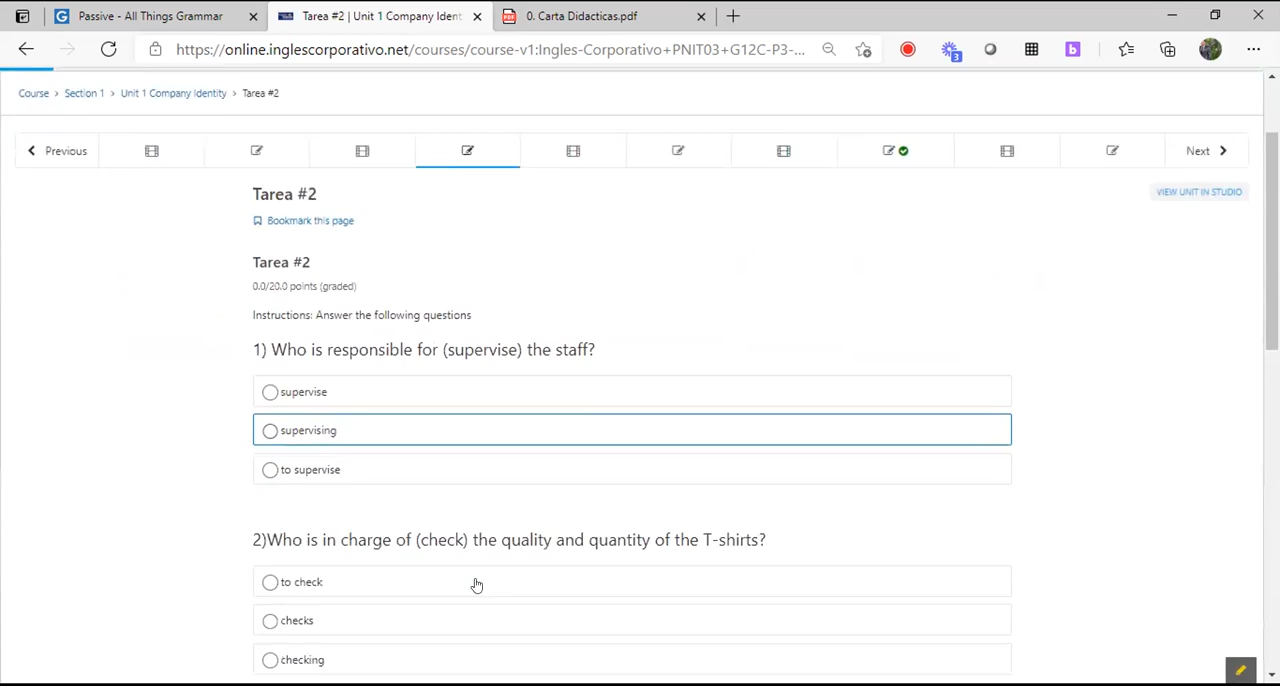 Passive - All Things Grammar
Tarea #2 | Unit 1 Company Identi
0. Carta Didacticas.pdf
https://online.inglescorporativo.net/courses/course-v1:Ingles-Corporativo+PNIT03+G12C-P3-...
3
Course > Section 1 > Unit 1 Company Identity > Tarea #2
Previous
Next
Tarea #2
VIEW UNIT IN STUDIO
Bookmark this page
Tarea #2
0.0/20.0 points (graded)
Instructions: Answer the following questions
1) Who is responsible for (supervise) the staff?
supervise
supervising
to supervise
2)Who is in charge of (check) the quality and quantity of the T-shirts?
to check
checks
checking